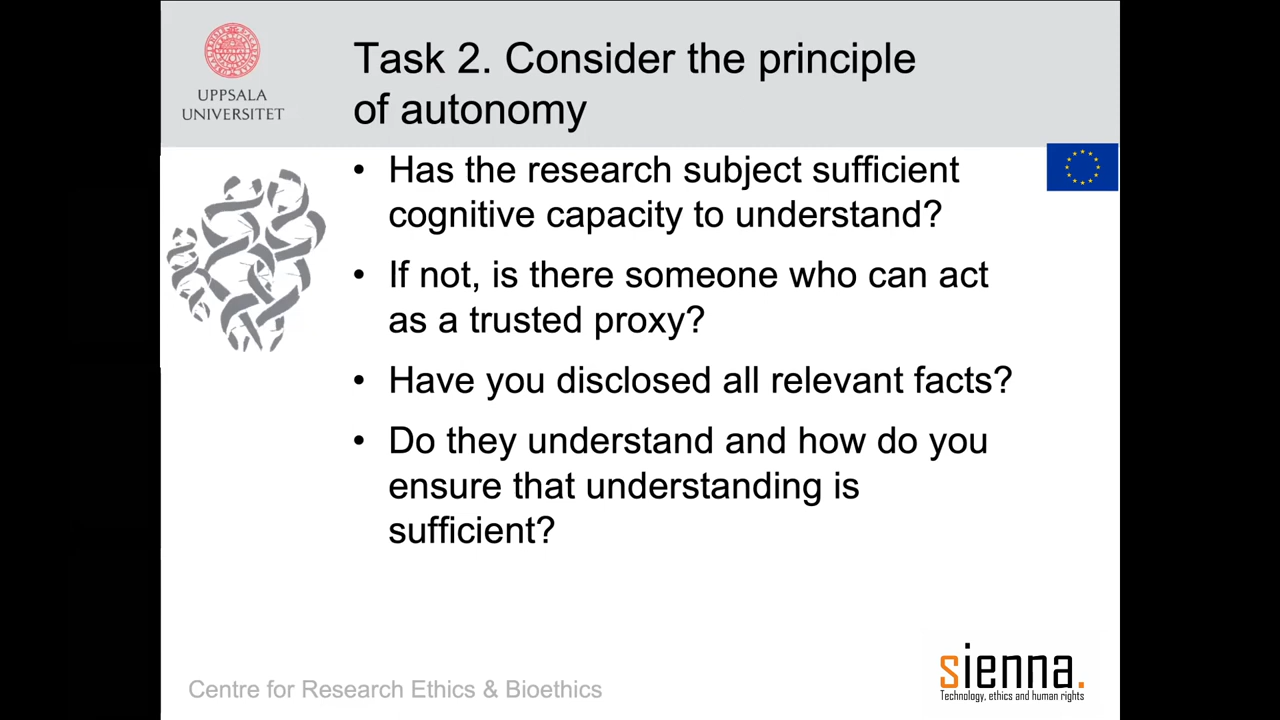 UPPSALA
UNIVERSITET
Task 2. Consider the principle
of autonomy
• Has the research subject sufficient
cognitive capacity to understand?
• If not, is there someone who can act
as a trusted proxy?
• Have you disclosed all relevant facts?
• Do they understand and how do you
ensure that understanding is
sufficient?
Centre for Research Ethics & Bioethics
sienna.
Technology, ethics and human rights